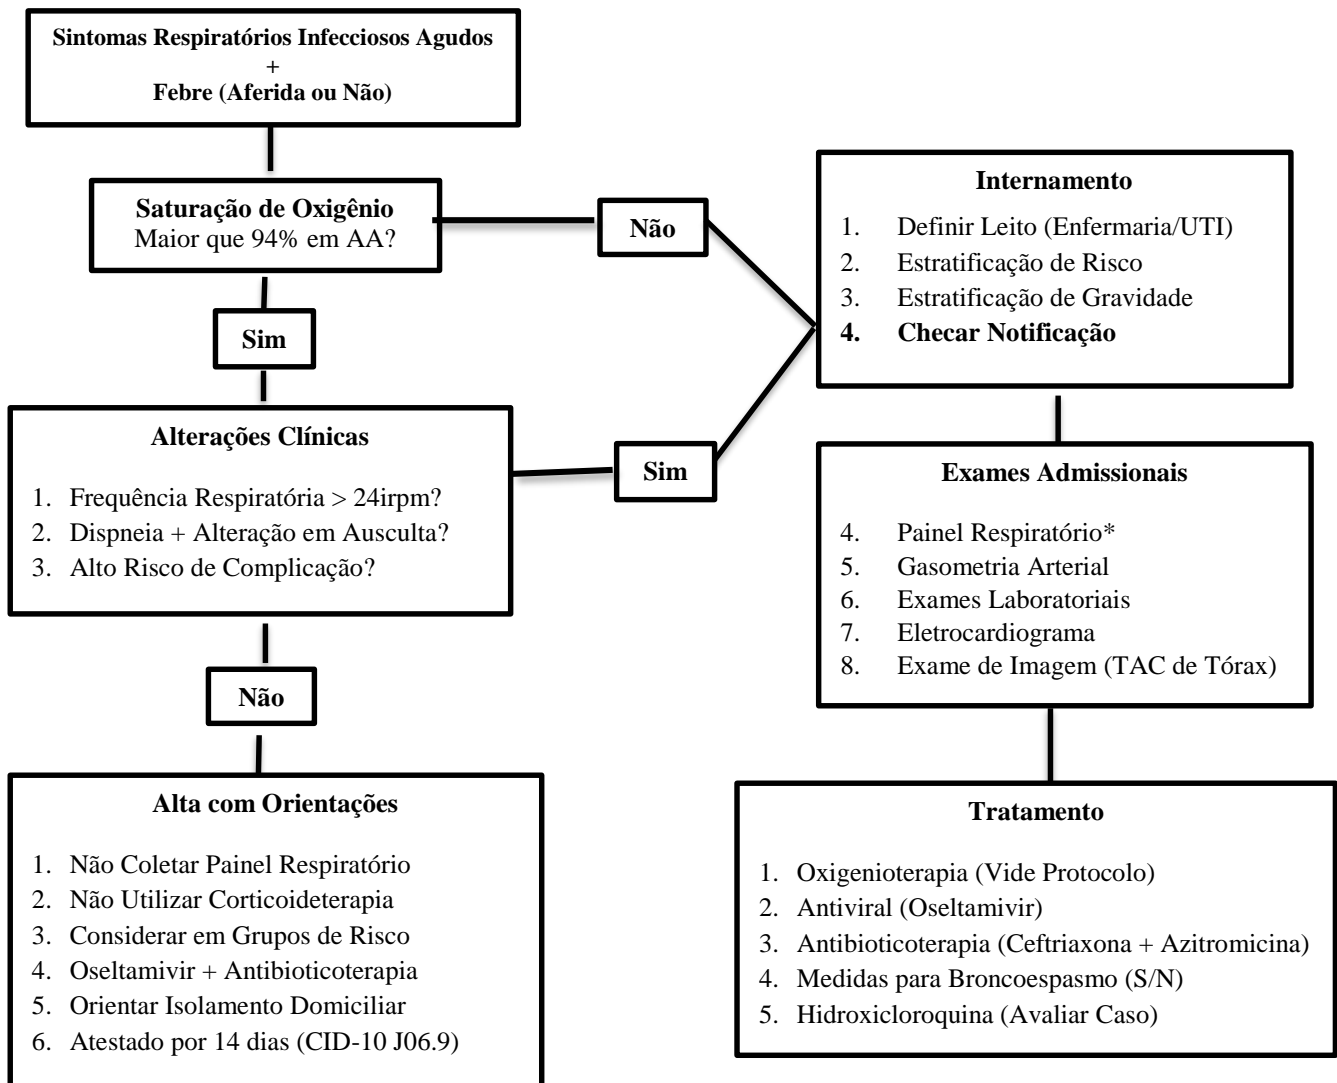 Sintomas Respiratórios Infecciosos Agudos
+
Febre (Aferida ou Não)
Saturação de Oxigênio
Maior que 94% em AA?
Não
Sim
Alterações Clínicas
1. Frequência Respiratória > 24irpm?
2. Dispneia + Alteração em Ausculta?
3. Alto Risco de Complicação?
Sim
Não
Alta com Orientações
1. Não Coletar Painel Respiratório
2. Não Utilizar Corticoideterapia
3. Considerar em Grupos de Risco
4. Oseltamivir + Antibioticoterapia
5. Orientar Isolamento Domiciliar
6. Atestado por 14 dias (CID-10 J06.9)
Internamento
1. Definir Leito (Enfermaria/UTI)
2. Estratificação de Risco
3. Estratificação de Gravidade
4. Checar Notificação
Exames Admissionais
4. Painel Respiratório*
5. Gasometria Arterial
6. Exames Laboratoriais
7. Eletrocardiograma
8. Exame de Imagem (TAC de Tórax)
Tratamento
1. Oxigenioterapia (Vide Protocolo)
2. Antiviral (Oseltamivir)
3. Antibioticoterapia (Ceftriaxona + Azitromicina)
4. Medidas para Broncoespasmo (S/N)
5. Hidroxicloroquina (Avaliar Caso)